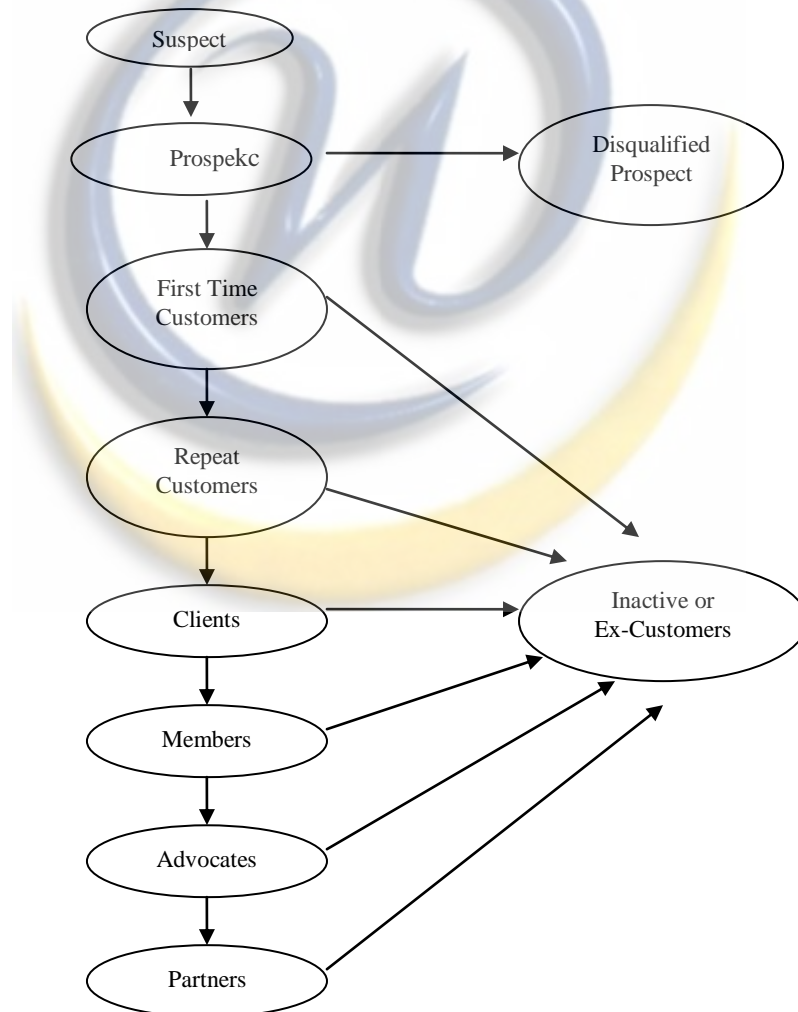 Suspect
Prospekc
Disqualified
Prospect
First Time
Customers
Repeat
Customers
Clients
Inactive or
Ex-Customers
Members
Advocates
Partners